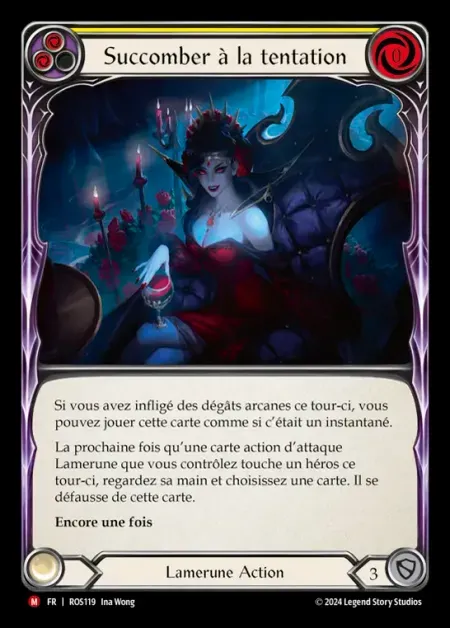 Succomber à la tentation
0
Si vous avez infligé des dégâts arcanes ce tour-ci, vous
pouvez jouer cette carte comme si c'était un instantané.
La prochaine fois qu'une carte action d'attaque
Lamerune que vous contrôlez touche un héros ce
tour-ci, regardez sa main et choisissez une carte. Il se
défausse de cette carte.
Encore une fois
Lamerune Action
3
M FR | ROS119 Ina Wong
© 2024 Legend Story Studios